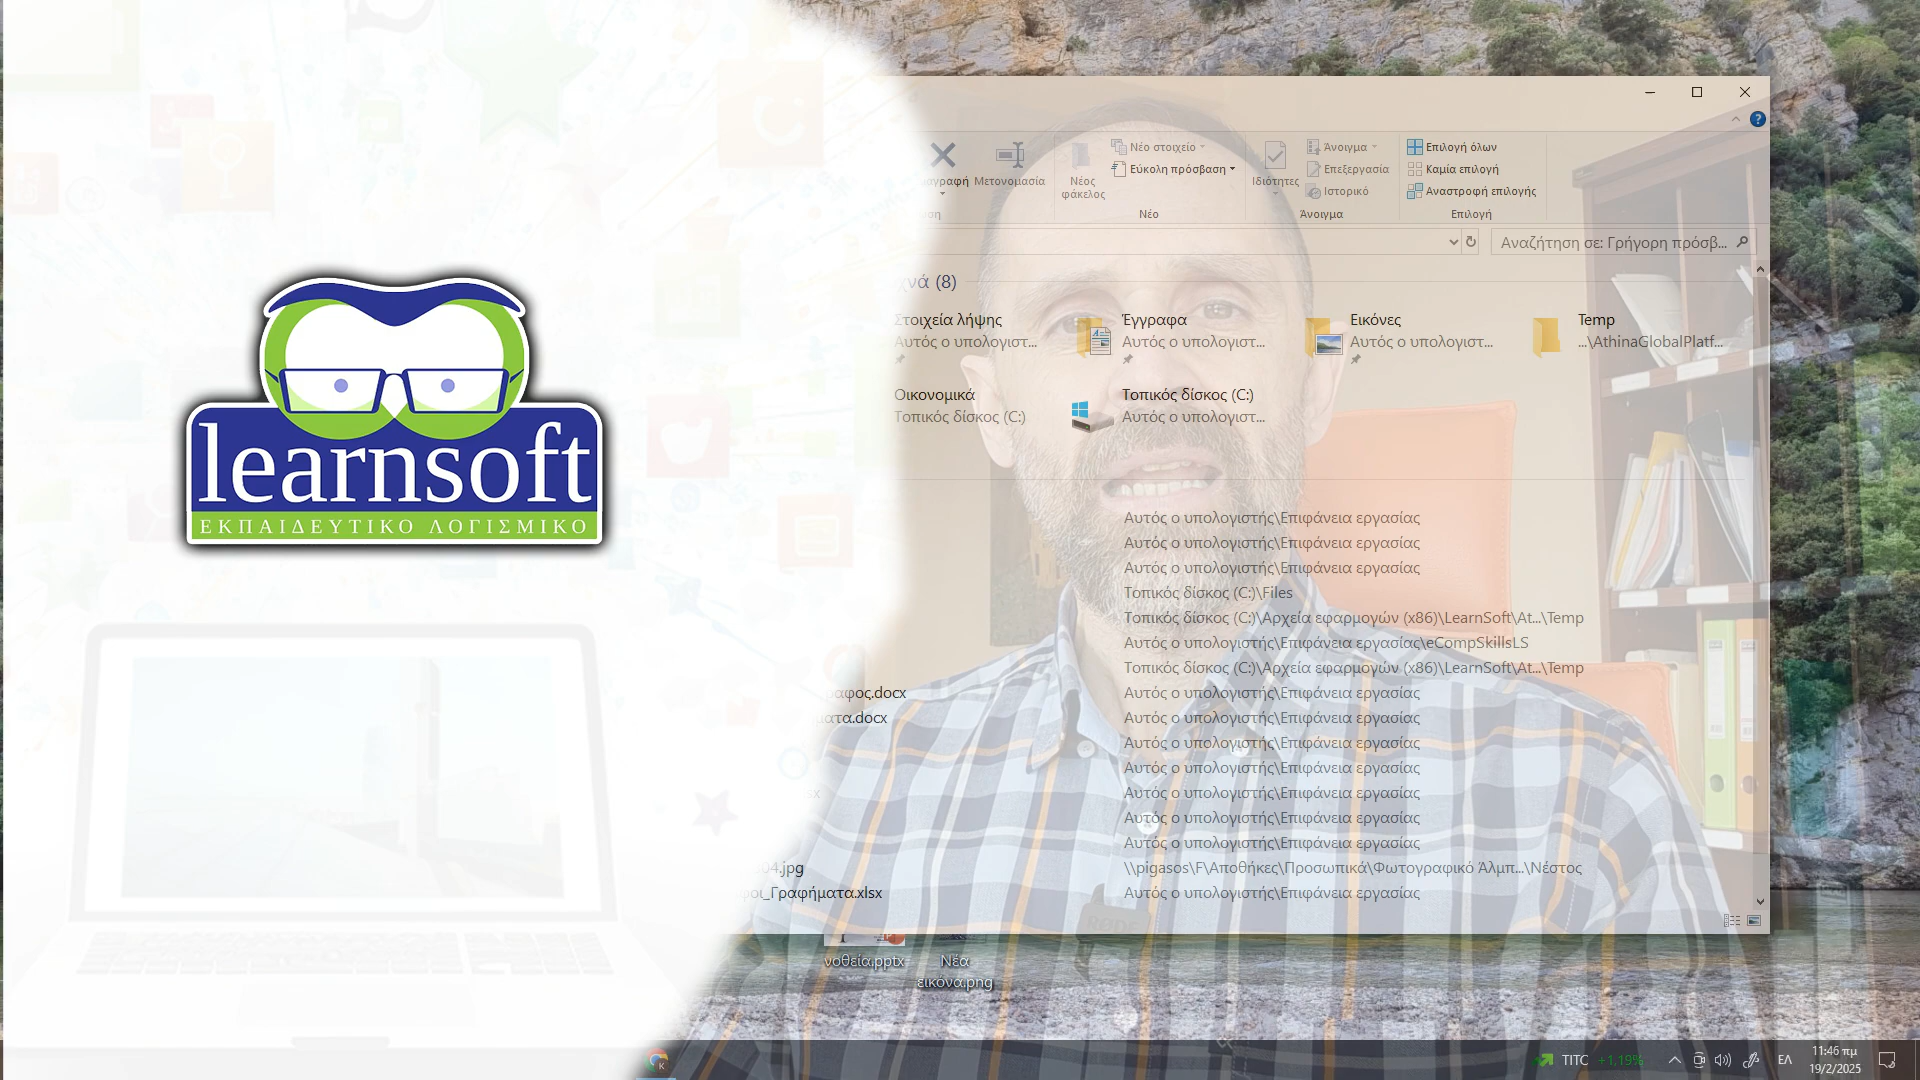 learnsoft
ΕΚΠΑΙΔΕΥΤΙΚΟ ΛΟΓΙΣΜΙΚΟ
Μετονομασία
Νέος
φάκελος
Νέο στοιχείο
Εύκολη πρόσβαση
Νέο
Ιδιότητες
Άνοιγμα
Επεξεργασία
Ιστορικό
Άνοιγμα
Επιλογή όλων
Καμία επιλογή
Αναστροφή επιλογής
Επιλογή
Αναζήτηση σε: Γρήγορη πρόσβ...
χνά (8)
Στοιχεία λήψης
Αυτός ο υπολογιστ...
Έγγραφα
Αυτός ο υπολογιστ...
Εικόνες
Αυτός ο υπολογιστ...
Temp
...\AthinaGlobalPlatf...
Οικονομικά
Τοπικός δίσκος (C:)
Τοπικός δίσκος (C:)
Αυτός ο υπολογιστ...
Αυτός ο υπολογιστής\Επιφάνεια εργασίας
Αυτός ο υπολογιστής\Επιφάνεια εργασίας
Αυτός ο υπολογιστής\Επιφάνεια εργασίας
Τοπικός δίσκος (C:)\Files
Τοπικός δίσκος (C:)\Αρχεία εφαρμογών (x86)\LearnSoft\At...\Temp
Αυτός ο υπολογιστής\Επιφάνεια εργασίας\eCompSkillsLS
Τοπικός δίσκος (C:)\Αρχεία εφαρμογών (x86)\LearnSoft\At...\Temp
ραφος.docx Αυτός ο υπολογιστής\Επιφάνεια εργασίας
ματα.docx Αυτός ο υπολογιστής\Επιφάνεια εργασίας
Αυτός ο υπολογιστής\Επιφάνεια εργασίας
Αυτός ο υπολογιστής\Επιφάνεια εργασίας
Αυτός ο υπολογιστής\Επιφάνεια εργασίας
Αυτός ο υπολογιστής\Επιφάνεια εργασίας
Αυτός ο υπολογιστής\Επιφάνεια εργασίας
04.jpg \\pigasos\F\Αποθήκες\Προσωπικά\Φωτογραφικό Άλμπ...\Νέστος
φοι_Γραφήματα.xlsx Αυτός ο υπολογιστής\Επιφάνεια εργασίας
νοθεία.pptx
Νέα
εικόνα.png
TITC +1,19%
ΕΛ
11:46 πμ
19/2/2025